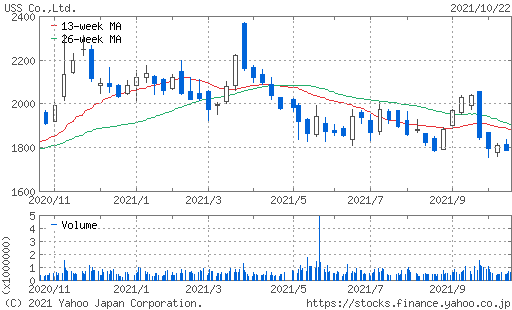 USS Co.,Ltd. 2021/10/22
2400
13-week MA
26-week MA
2200
2000
1800
1600
2020/11 2021/1 2021/3 2021/5 2021/7 2021/9
5
Volume
4
3
2
1
0
(x1000000)
2020/11 2021/1 2021/3 2021/5 2021/7 2021/9
(C) 2021 Yahoo Japan Corporation. https://stocks.finance.yahoo.co.jp/